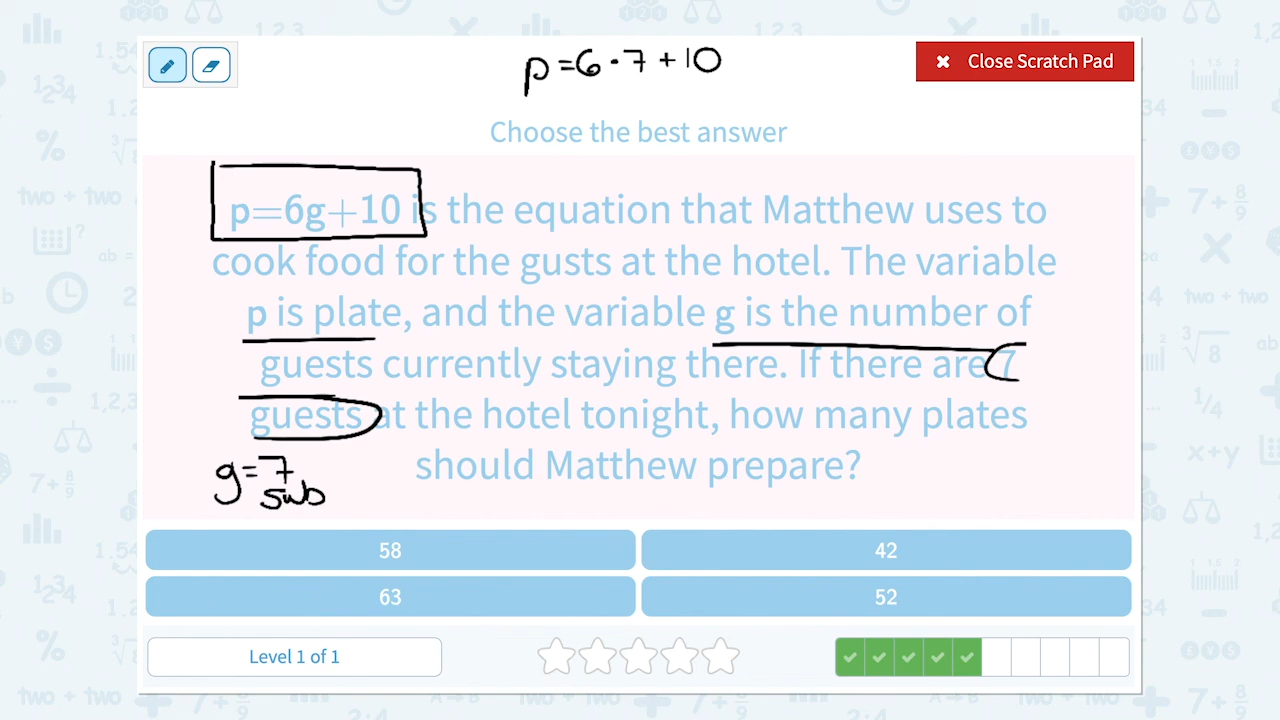 p=6·7+10
✖ Close Scratch Pad
Choose the best answer
p=6g+10 is the equation that Matthew uses to
cook food for the gusts at the hotel. The variable
p is plate, and the variable g is the number of
guests currently staying there. If there are 7
guests at the hotel tonight, how many plates
should Matthew prepare?
g=7
sub
58
42
63
52
Level 1 of 1